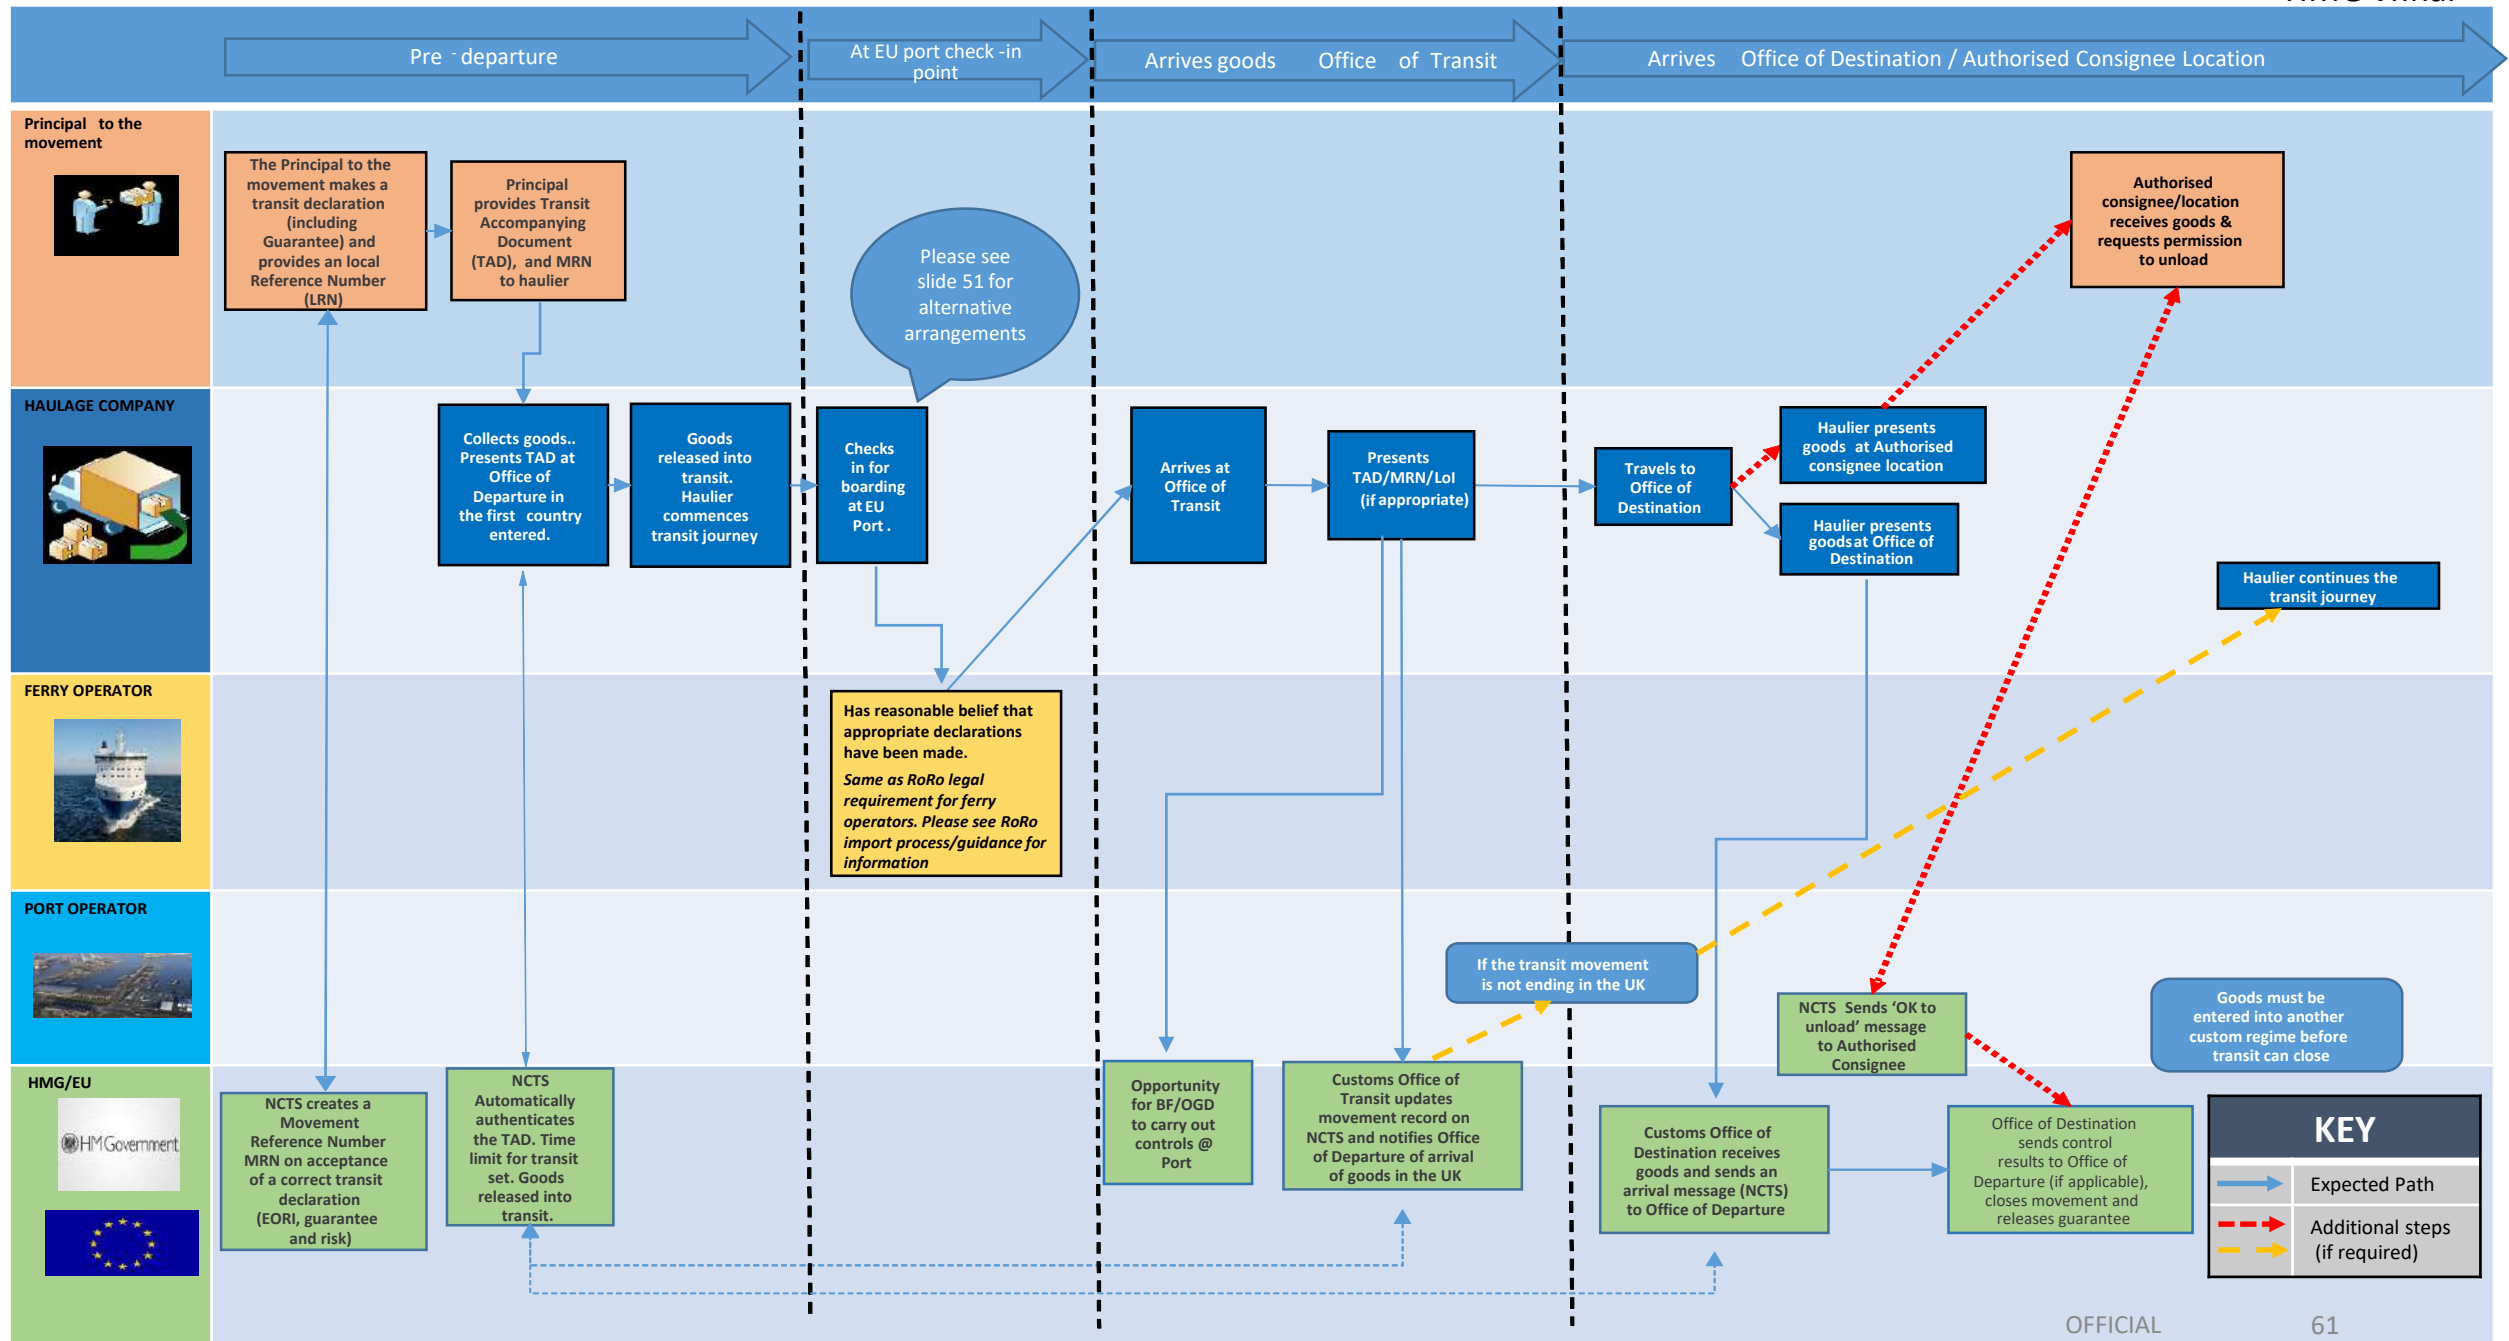 Pre - departure
At EU port check -in
point
Arrives goods Office of Transit
Arrives Office of Destination / Authorised Consignee Location
Principal to the
movement
The Principal to the
movement makes a
transit declaration
(including
Guarantee) and
provides an local
Reference Number
(LRN)
Principal
provides Transit
Accompanying
Document
(TAD), and MRN
to haulier
Please see
slide 51 for
alternative
arrangements
Authorised
consignee/location
receives goods &
requests permission
to unload
HAULAGE COMPANY
Collects goods..
Presents TAD at
Office of
Departure in
the first country
entered.
Goods
released into
transit.
Haulier
commences
transit journey
Checks
in for
boarding
at EU
Port .
Arrives at
Office of
Transit
Presents
TAD/MRN/LoI
(if appropriate)
Travels to
Office of
Destination
Haulier presents
goods at Authorised
consignee location
Haulier presents
goods at Office of
Destination
Haulier continues the
transit journey
FERRY OPERATOR
Has reasonable belief that
appropriate declarations
have been made.
Same as RoRo legal
requirement for ferry
operators. Please see RoRo
import process/guidance for
information
PORT OPERATOR
If the transit movement
is not ending in the UK
NCTS Sends ‘OK to
unload’ message
to Authorised
Consignee
Goods must be
entered into another
custom regime before
transit can close
HMG/EU
HM Government
NCTS creates a
Movement
Reference Number
MRN on acceptance
of a correct transit
declaration
(EORI, guarantee
and risk)
NCTS
Automatically
authenticates
the TAD. Time
limit for transit
set. Goods
released into
transit.
Opportunity
for BF/OGD
to carry out
controls @
Port
Customs Office of
Transit updates
movement record on
NCTS and notifies Office
of Departure of arrival
of goods in the UK
Customs Office of
Destination receives
goods and sends an
arrival message (NCTS)
to Office of Departure
Office of Destination
sends control
results to Office of
Departure (if applicable),
closes movement and
releases guarantee
KEY
Expected Path
Additional steps
(if required)
OFFICIAL 61